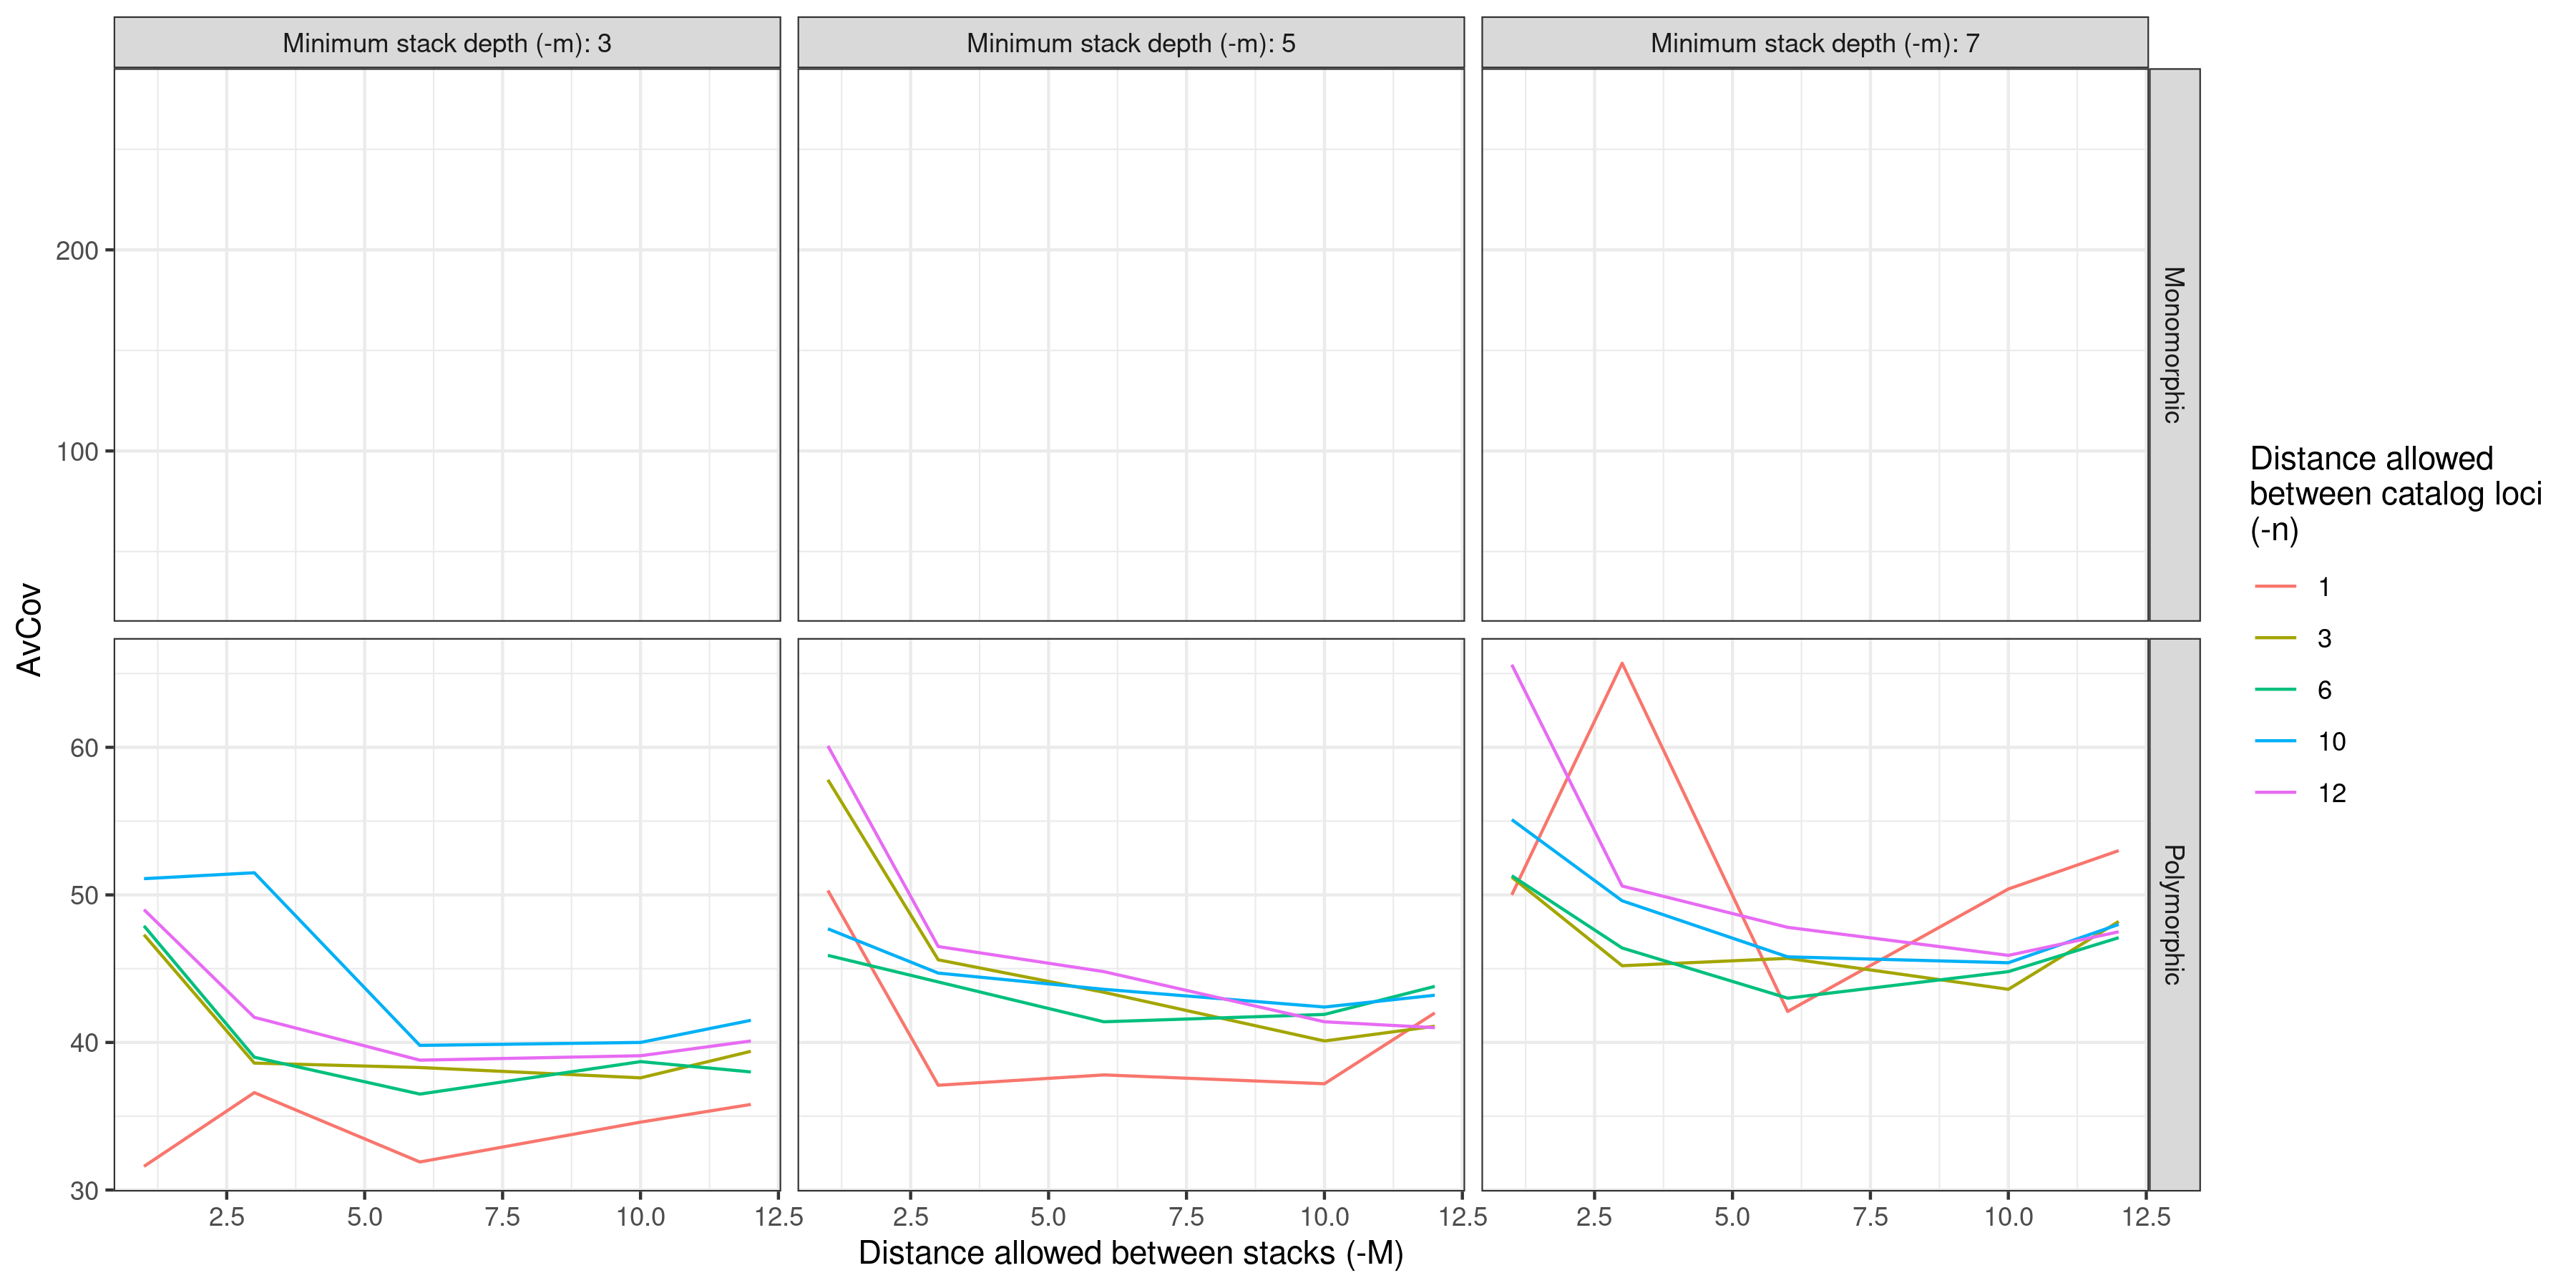 Minimum stack depth (-m): 3
Minimum stack depth (-m): 5
Minimum stack depth (-m): 7
200
100
Monomorphic
AvCov
60
50
40
30
Polymorphic
2.5 5.0 7.5 10.0 12.5
2.5 5.0 7.5 10.0 12.5
2.5 5.0 7.5 10.0 12.5
Distance allowed between stacks (-M)
Distance allowed
between catalog loci
(-n)
1
3
6
10
12